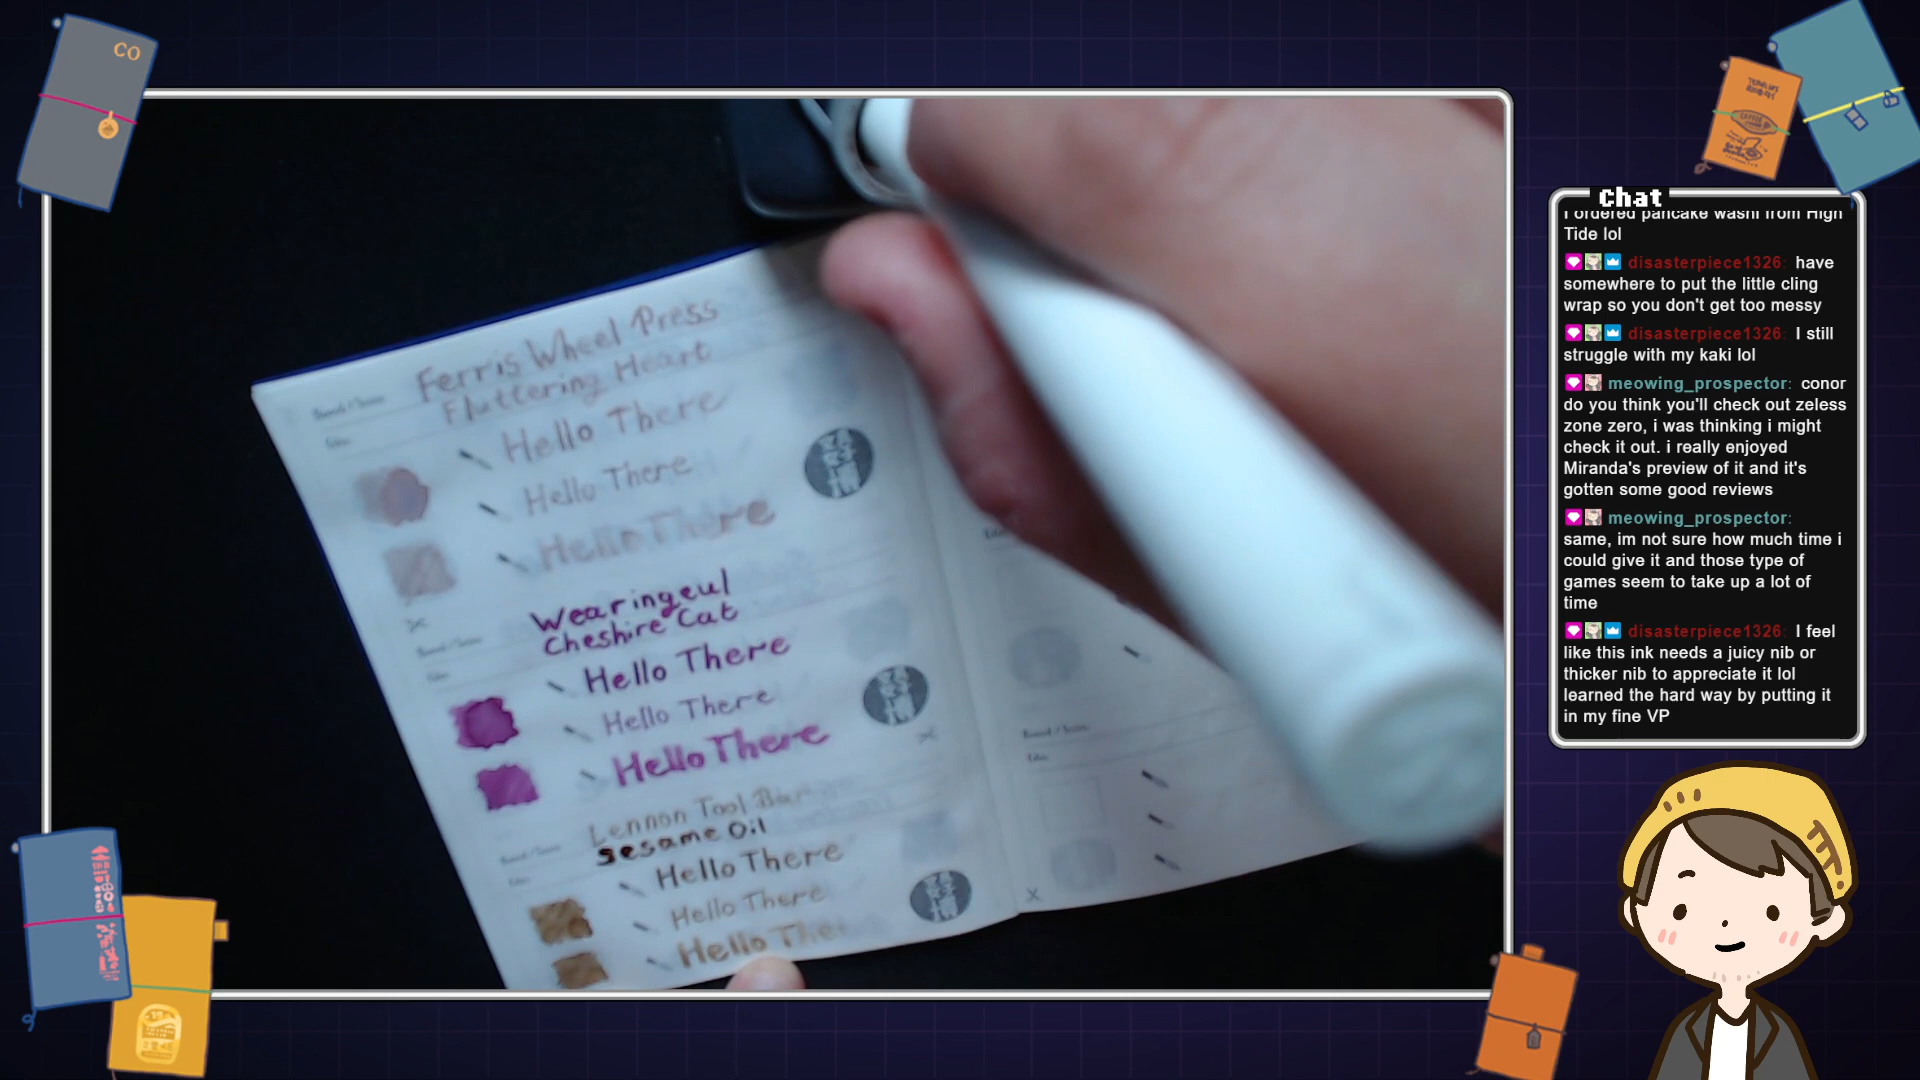 CO
Ferris Wheel Press
Fluttering Heart
Hello There
Hello There
Hello There
Wearingeul
Cheshire Cat
Hello There
Hello There
Hello There
Lennon Tool Bar
Sesame Oil
Hello There
Hello There
Hello There
Chat
I ordered pancake washi from High
Tide lol
disasterpiece1326: have
somewhere to put the little cling
wrap so you don't get too messy
disasterpiece1326: I still
struggle with my kaki lol
meowing_prospector: conor
do you think you'll check out zeless
zone zero, i was thinking i might
check it out. i really enjoyed
Miranda's preview of it and it's
gotten some good reviews
meowing_prospector:
same, im not sure how much time i
could give it and those type of
games seem to take up a lot of
time
disasterpiece1326: I feel
like this ink needs a juicy nib or
thicker nib to appreciate it lol
learned the hard way by putting it
in my fine VP